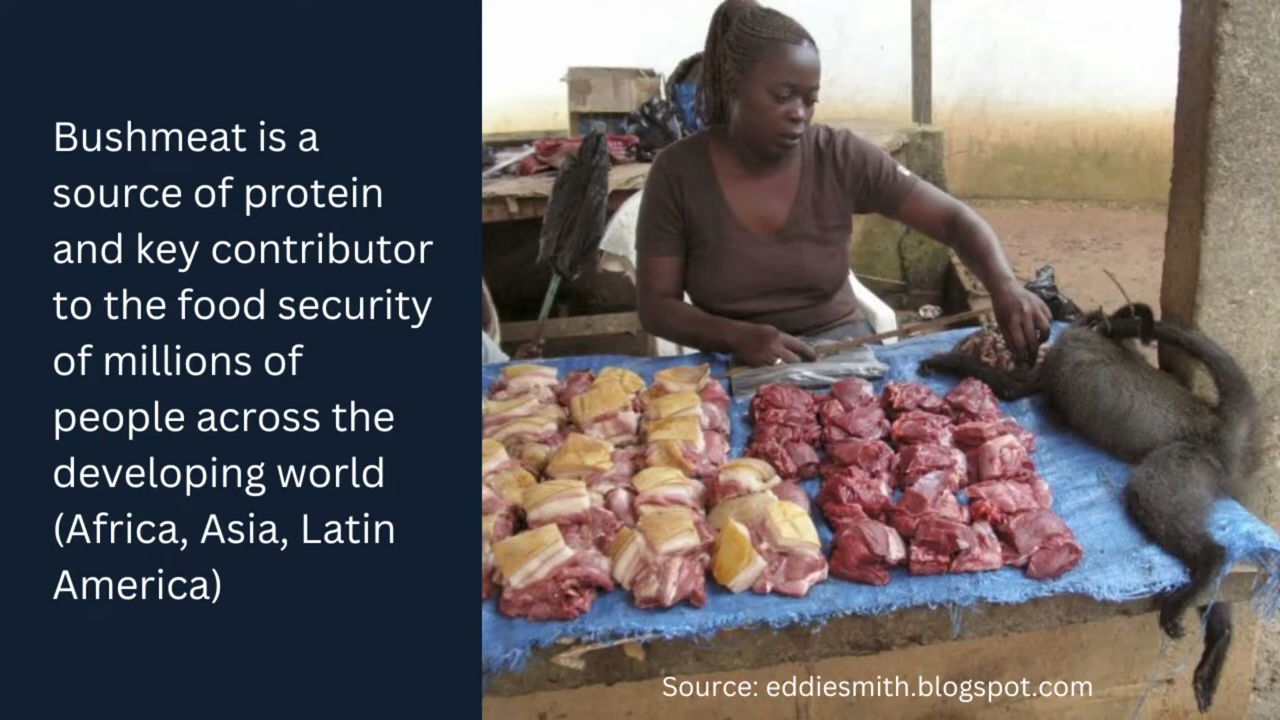 Bushmeat is a
source of protein
and key contributor
to the food security
of millions of
people across the
developing world
(Africa, Asia, Latin
America)
Source: eddiesmith.blogspot.com